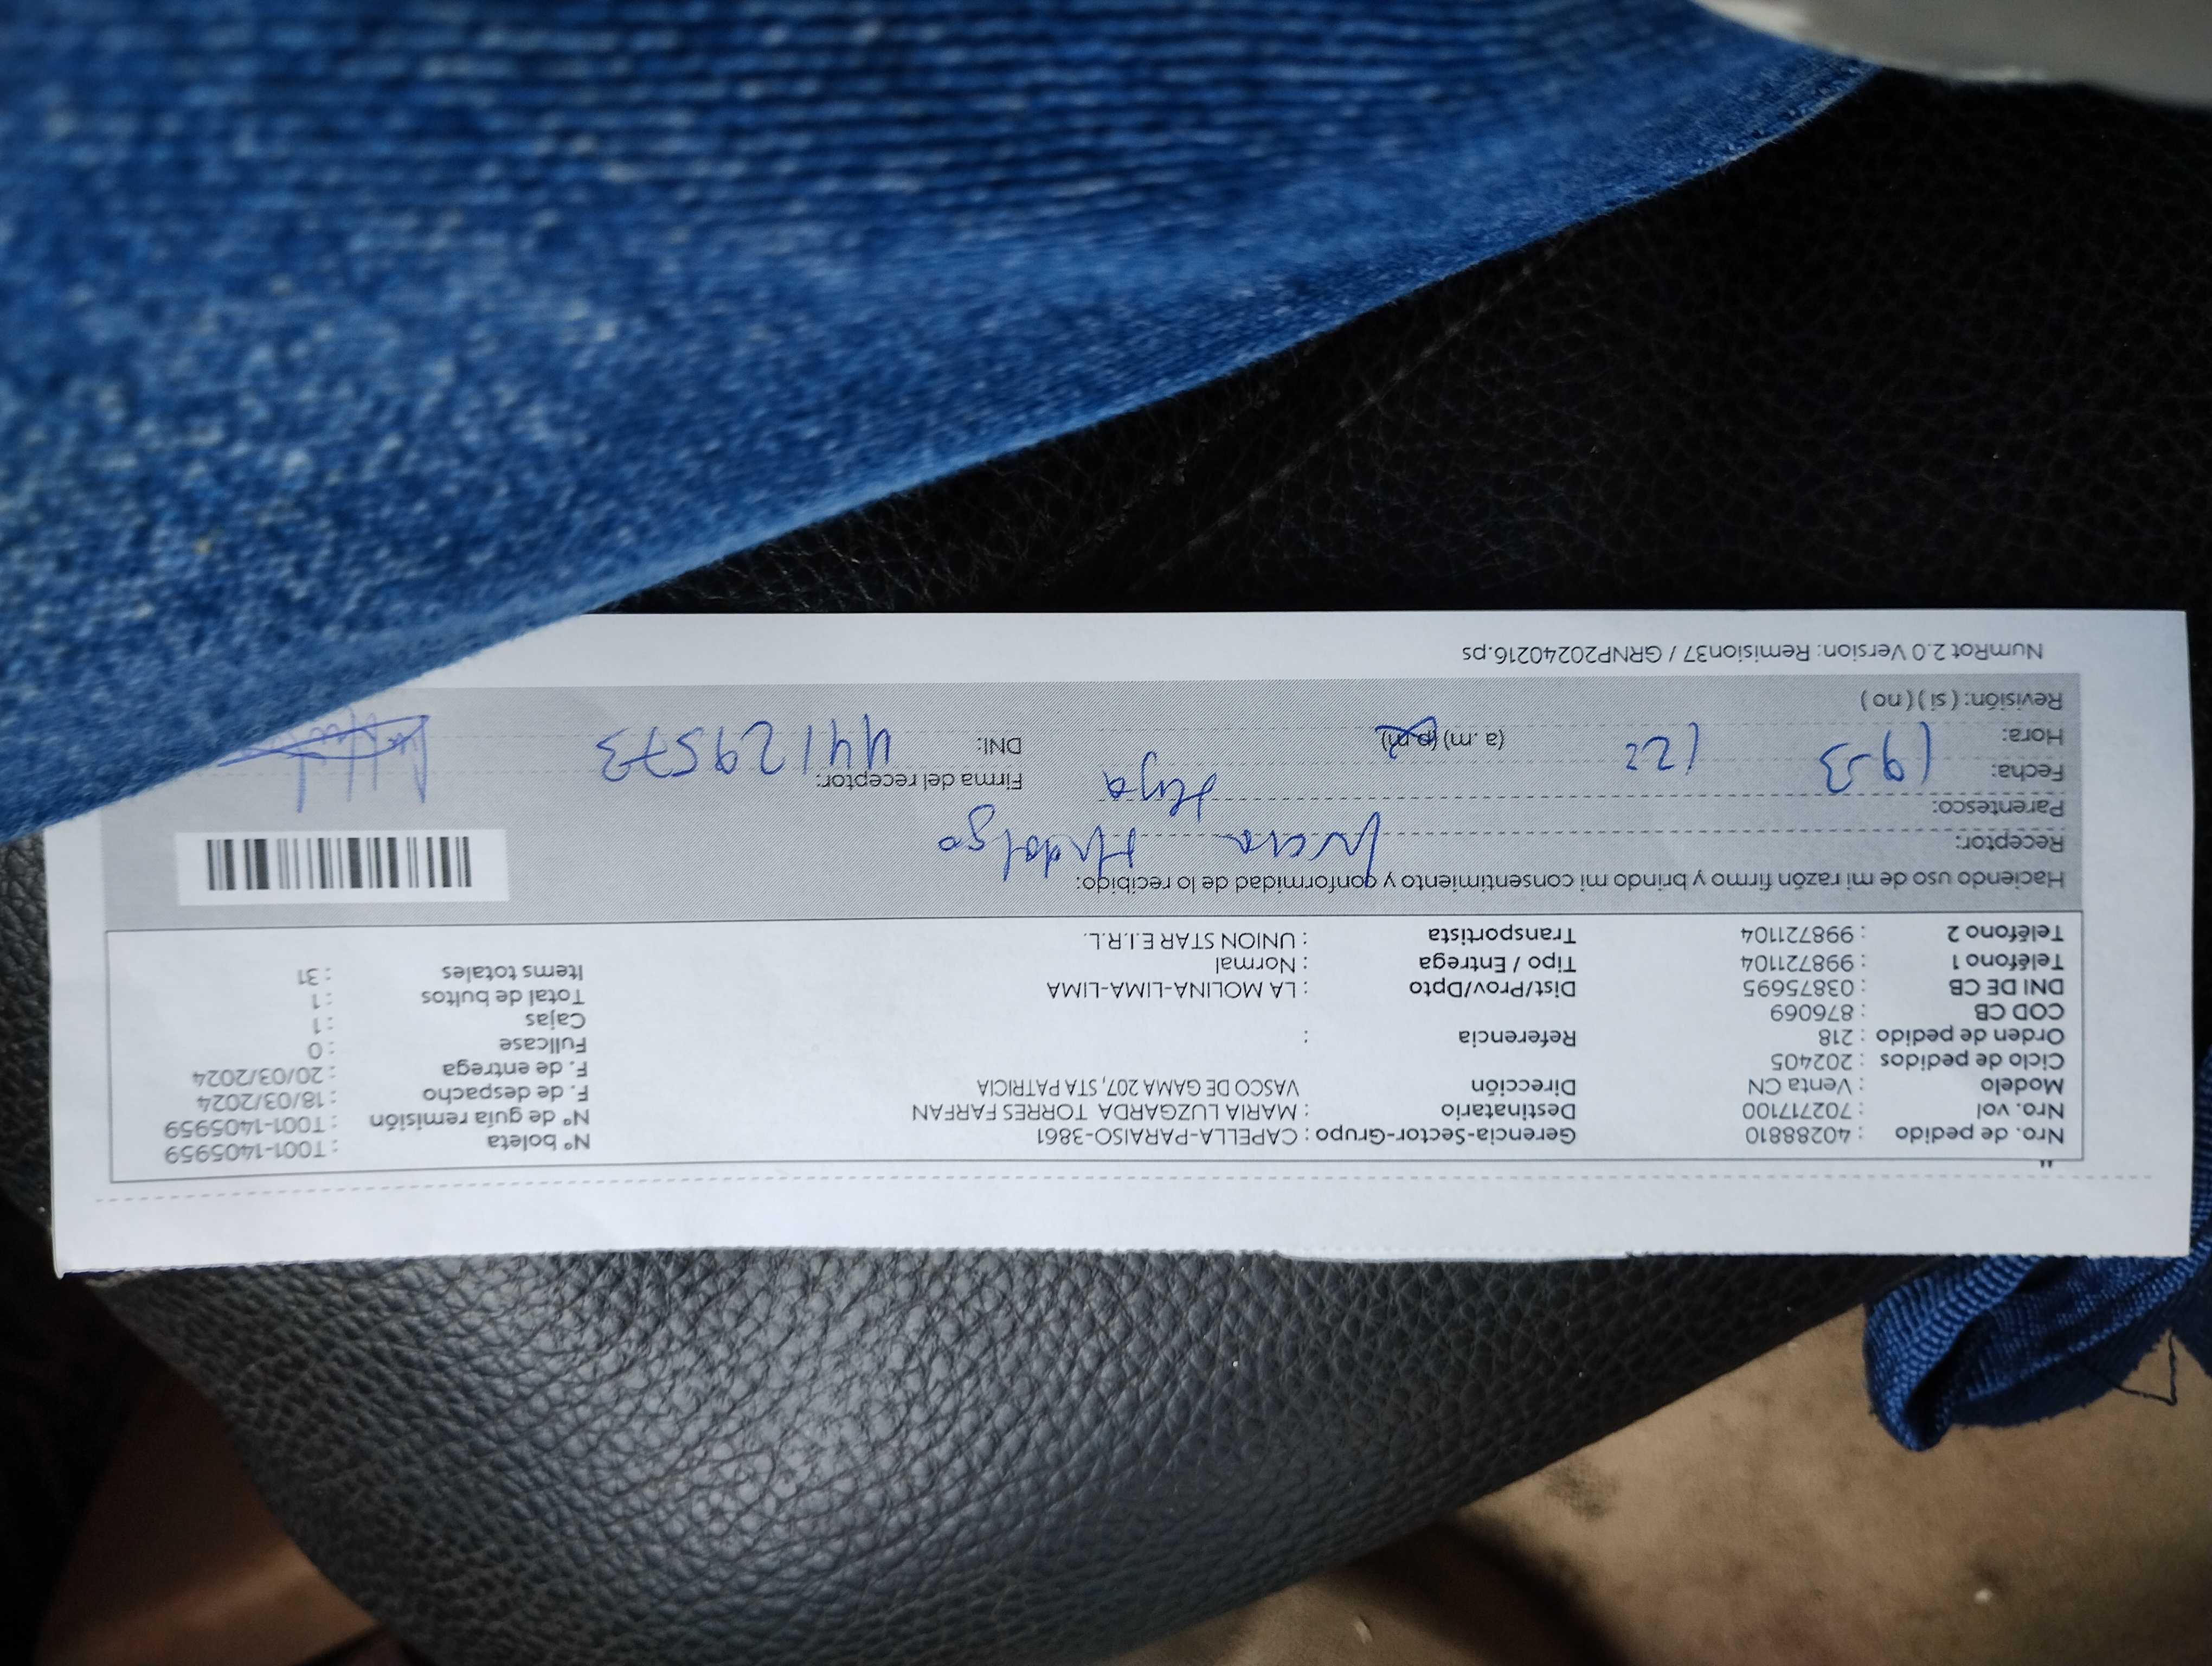 "
Nro. de pedido : 40288810 Gerencia-Sector-Grupo : CAPELLA-PARAISO-3861 N° boleta : T001-1405959
Nro. vol : 702717100 Destinatario : MARIA LUZGARDA TORRES FARFAN N° de guía remisión : T001-1405959
Modelo : Venta CN Dirección VASCO DE GAMA 207, STA PATRICIA F. de despacho : 18/03/2024
Ciclo de pedidos : 202405 F. de entrega : 20/03/2024
Orden de pedido : 218 Referencia : Fullcase : 0
COD CB : 876069 Cajas : 1
DNI DE CB : 03875695 Dist/Prov/Dpto : LA MOLINA-LIMA-LIMA Total de bultos : 1
Teléfono 1 : 998721104 Tipo / Entrega : Normal Items totales : 31
Teléfono 2 : 998721104 Transportista : UNION STAR E.I.R.L.
Haciendo uso de mi razón firmo y brindo mi consentimiento y conformidad de lo recibido:
Receptor: Hidalgo
Parentesco: Hija
Fecha: 19-3 Firma del receptor:
Hora: (a. m) (p.m) DNI: 44129573
Revisión: ( si ) ( no )
NumRot 2.0 Version: Remision37 / GRNP20240216.ps